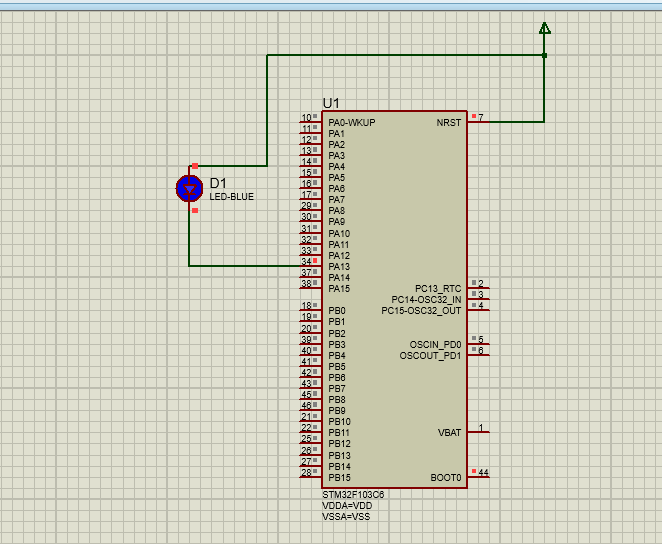 U1
10 PA0-WKUP NRST 7
11 PA1
12 PA2
13 PA3
14 PA4
15 PA5
16 PA6
17 PA7
29 PA8
30 PA9
31 PA10
32 PA11
33 PA12
34 PA13
37 PA14
38 PA15
D1
LED-BLUE
PC13_RTC 2
PC14-OSC32_IN 3
PC15-OSC32_OUT 4
18 PB0
19 PB1
20 PB2
39 PB3
40 PB4
41 PB5
42 PB6
43 PB7
45 PB8
46 PB9
21 PB10
22 PB11
25 PB12
26 PB13
27 PB14
28 PB15
OSCIN_PD0 5
OSCOUT_PD1 6
VBAT 1
BOOT0 44
STM32F103C6
VDDA=VDD
VSSA=VSS